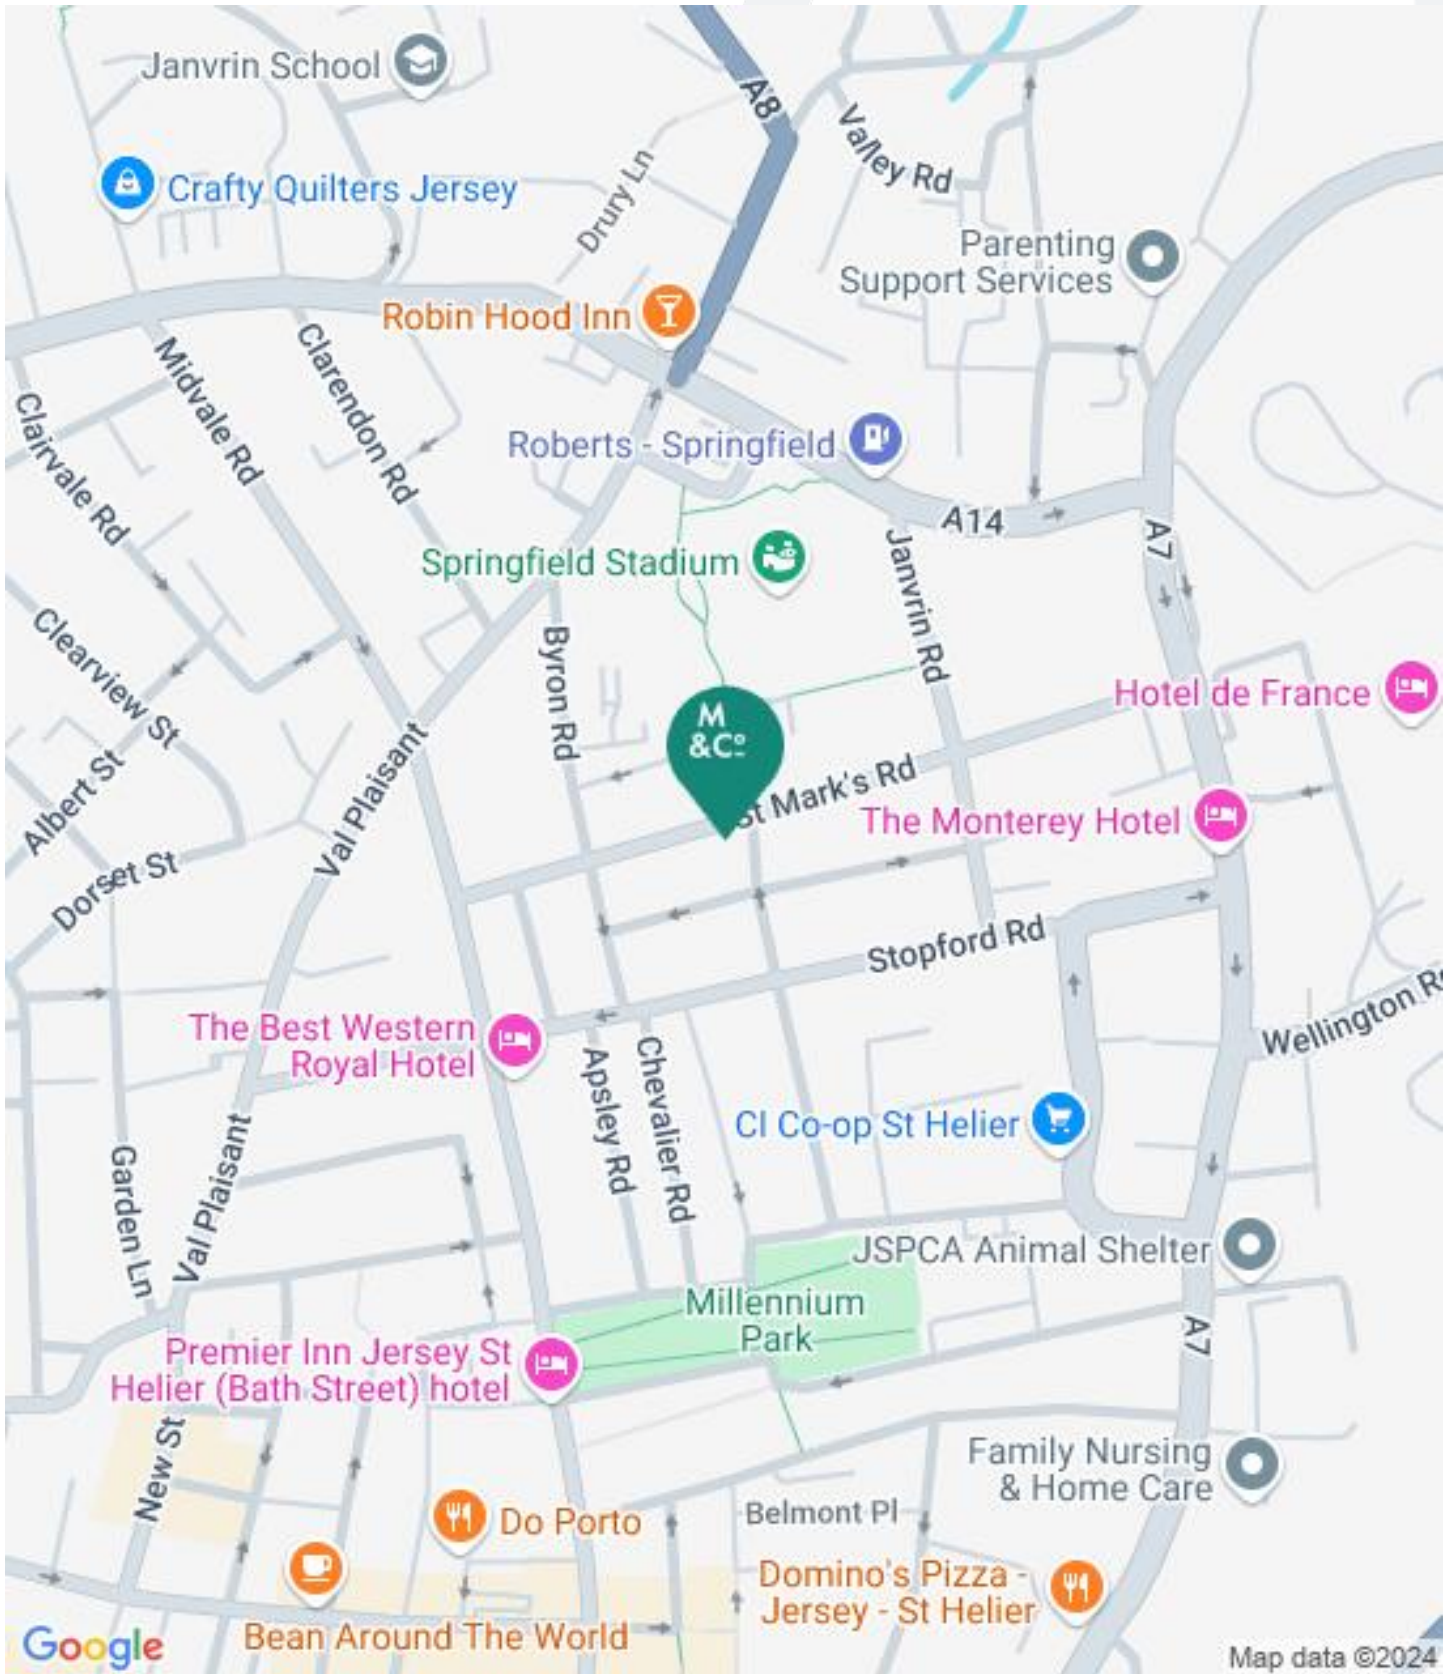 Janvrin School
A8
Valley Rd
Drury Ln
Crafty Quilters Jersey
Parenting
Support Services
Robin Hood Inn
Clarendon Rd
Midvale Rd
Clairvale Rd
Roberts - Springfield
A14
A7
Janvrin Rd
Springfield Stadium
Clearview St
Byron Rd
Hotel de France
M
&Co
St Mark's Rd
Albert St
Val Plaisant
The Monterey Hotel
Dorset St
Stopford Rd
The Best Western
Royal Hotel
Wellington R
Apsley Rd
Chevalier Rd
CI Co-op St Helier
Garden Ln
Val Plaisant
JSPCA Animal Shelter
Millennium
Park
A7
Premier Inn Jersey St
Helier (Bath Street) hotel
New St
Family Nursing
& Home Care
Do Porto
Belmont Pl
Domino's Pizza -
Jersey - St Helier
Bean Around The World
Google
Map data ©2024